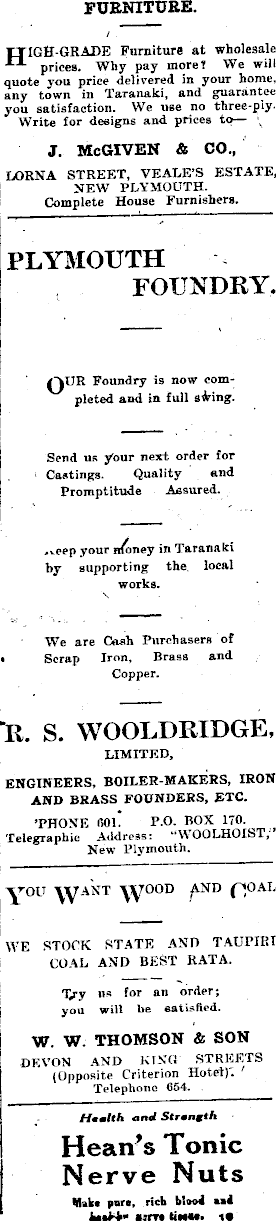 FURNITURE.
HIGH-GRADE Furniture at wholesale
prices. Why pay more? We will
quote you price delivered in your home,
any town in Taranaki, and guarantee
you satisfaction. We use no three-ply.
Write for designs and prices to—
J. McGIVEN & CO.,
LORNA STREET, VEALE'S ESTATE,
NEW PLYMOUTH.
Complete House Furnishers.
PLYMOUTH
FOUNDRY.
OUR Foundry is now com-
pleted and in full swing.
Send us your next order for
Castings. Quality and
Promptitude Assured.
eep your money in Taranaki
by supporting the local
works.
We are Cash Purchasers of
Scrap Iron, Brass and
Copper.
R. S. WOOLDRIDGE,
LIMITED,
ENGINEERS, BOILER-MAKERS, IRON
AND BRASS FOUNDERS, ETC.
'PHONE 601. P.O. BOX 170.
Telegraphic Address: "WOOLHOIST,"
New Plymouth.
YOU WANT WOOD AND COAL
WE STOCK STATE AND TAUPIRI
COAL AND BEST RATA.
Try us for an order;
you will be satisfied.
W. W. THOMSON & SON
DEVON AND KING STREETS
(Opposite Criterion Hotel).
Telephone 654.
Health and Strength
Hean's Tonic
Nerve Nuts
Make pure, rich blood and
nerve tissue. 10